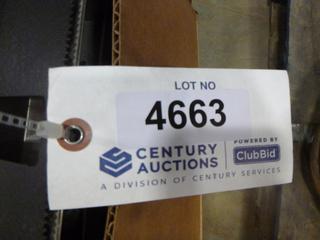 LOT NO
4663
CENTURY
AUCTIONS
POWERED BY
ClubBid
A DIVISION OF CENTURY SERVICES